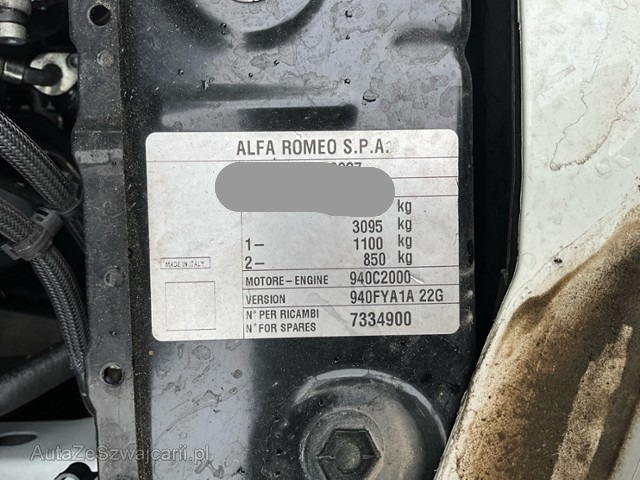 ALFA ROMEO S.P.A.
kg
3095 kg
1- 1100 kg
2- 850 kg
MADE IN ITALY
MOTORE-ENGINE 940C2000
VERSION 940FYA1A 22G
N° PER RICAMBI
N° FOR SPARES 7334900
AutaZeSzwajcarii.pl